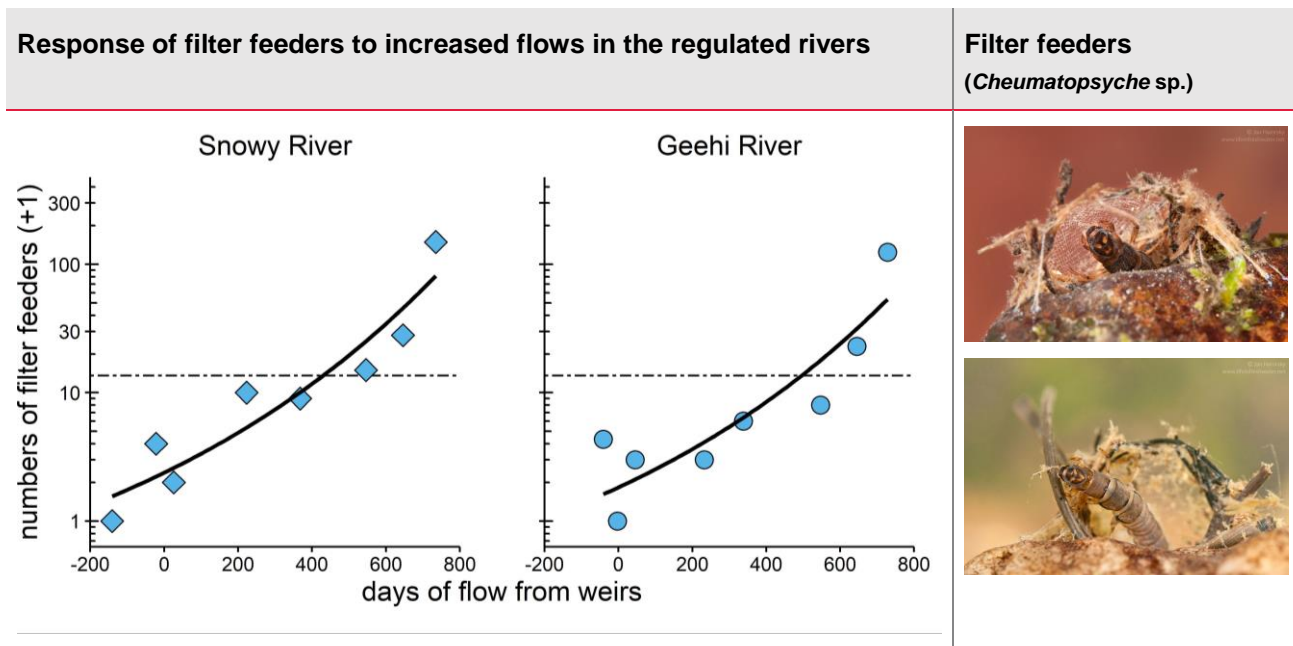 Response of filter feeders to increased flows in the regulated rivers
Filter feeders
(Cheumatopsyche sp.)
Snowy River
Geehi River
numbers of filter feeders (+1)
300
100
30
10
1
-200
0
200
400
600
800
-200
0
200
400
600
800
days of flow from weirs